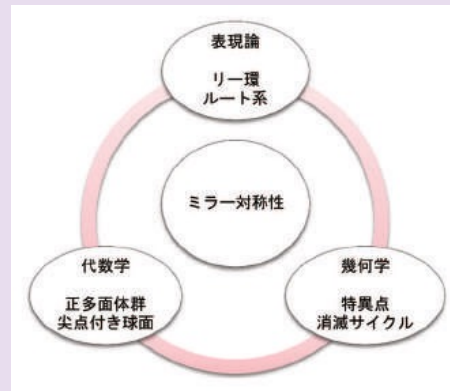 表現論
リー環
ルート系
ミラー対称性
代数学
正多面体群
尖点付き球面
幾何学
特異点
消滅サイクル